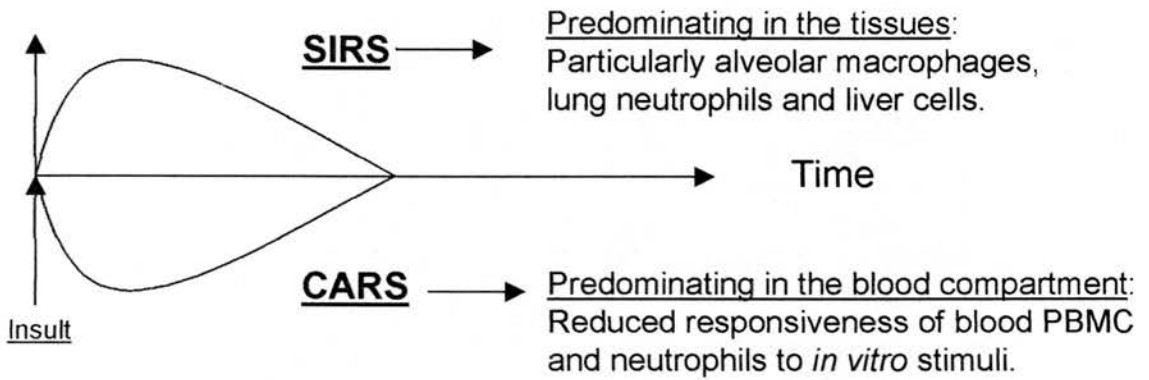 SIRS
Predominating in the tissues:
Particularly alveolar macrophages,
lung neutrophils and liver cells.
Time
CARS
Predominating in the blood compartment:
Reduced responsiveness of blood PBMC
and neutrophils to in vitro stimuli.
Insult